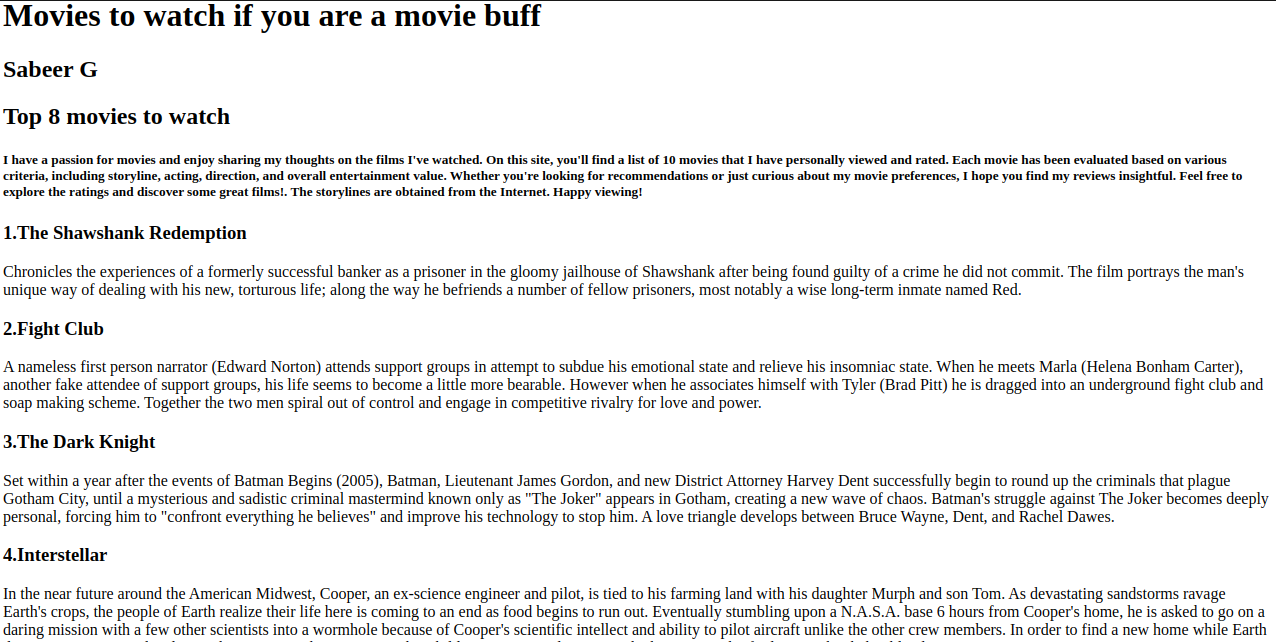 Movies to watch if you are a movie buff
Sabeer G
Top 8 movies to watch
I have a passion for movies and enjoy sharing my thoughts on the films I've watched. On this site, you'll find a list of 10 movies that I have personally viewed and rated. Each movie has been evaluated based on various
criteria, including storyline, acting, direction, and overall entertainment value. Whether you're looking for recommendations or just curious about my movie preferences, I hope you find my reviews insightful. Feel free to
explore the ratings and discover some great films!. The storylines are obtained from the Internet. Happy viewing!
1.The Shawshank Redemption
Chronicles the experiences of a formerly successful banker as a prisoner in the gloomy jailhouse of Shawshank after being found guilty of a crime he did not commit. The film portrays the man's
unique way of dealing with his new, torturous life; along the way he befriends a number of fellow prisoners, most notably a wise long-term inmate named Red.
2.Fight Club
A nameless first person narrator (Edward Norton) attends support groups in attempt to subdue his emotional state and relieve his insomniac state. When he meets Marla (Helena Bonham Carter),
another fake attendee of support groups, his life seems to become a little more bearable. However when he associates himself with Tyler (Brad Pitt) he is dragged into an underground fight club and
soap making scheme. Together the two men spiral out of control and engage in competitive rivalry for love and power.
3.The Dark Knight
Set within a year after the events of Batman Begins (2005), Batman, Lieutenant James Gordon, and new District Attorney Harvey Dent successfully begin to round up the criminals that plague
Gotham City, until a mysterious and sadistic criminal mastermind known only as "The Joker" appears in Gotham, creating a new wave of chaos. Batman's struggle against The Joker becomes deeply
personal, forcing him to "confront everything he believes" and improve his technology to stop him. A love triangle develops between Bruce Wayne, Dent, and Rachel Dawes.
4.Interstellar
In the near future around the American Midwest, Cooper, an ex-science engineer and pilot, is tied to his farming land with his daughter Murph and son Tom. As devastating sandstorms ravage
Earth's crops, the people of Earth realize their life here is coming to an end as food begins to run out. Eventually stumbling upon a N.A.S.A. base 6 hours from Cooper's home, he is asked to go on a
daring mission with a few other scientists into a wormhole because of Cooper's scientific intellect and ability to pilot aircraft unlike the other crew members. In order to find a new home while Earth